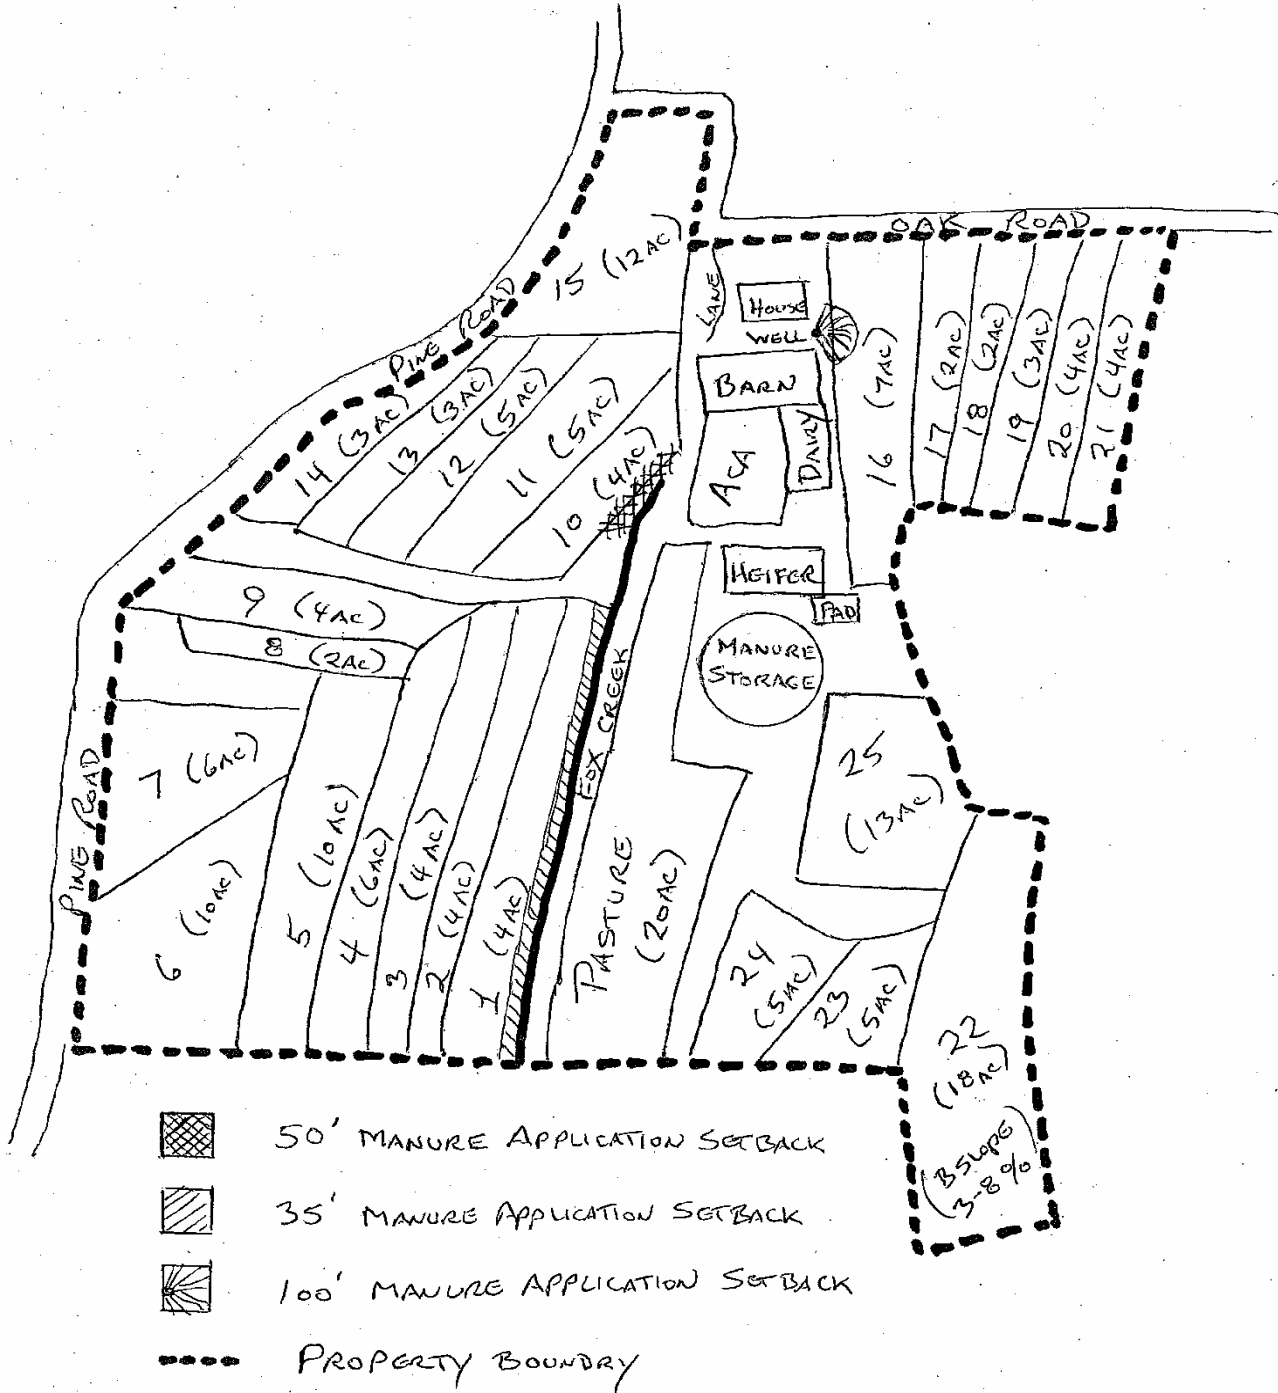 OAK ROAD
15 (12AC)
LANE
HOUSE
WELL
PINE ROAD
BARN
DAIRY
ACA
16 (7AC)
17 (2AC)
18 (2AC)
19 (3AC)
20 (4AC)
21 (4AC)
14 (3AC)
13 (3AC)
12 (5AC)
11 (5AC)
10 (4AC)
HEIFER
PAD
9 (4AC)
8 (2AC)
MANURE
STORAGE
FOX CREEK
7 (6AC)
PINE ROAD
6 (10AC)
5 (10AC)
4 (6AC)
3 (4AC)
2 (4AC)
1 (4AC)
PASTURE
(20AC)
25
(13AC)
24
(5AC)
23
(5AC)
22
(18AC)
(B SLOPE
3-8%)
50' MANURE APPLICATION SETBACK
35' MANURE APPLICATION SETBACK
100' MANURE APPLICATION SETBACK
PROPERTY BOUNDRY